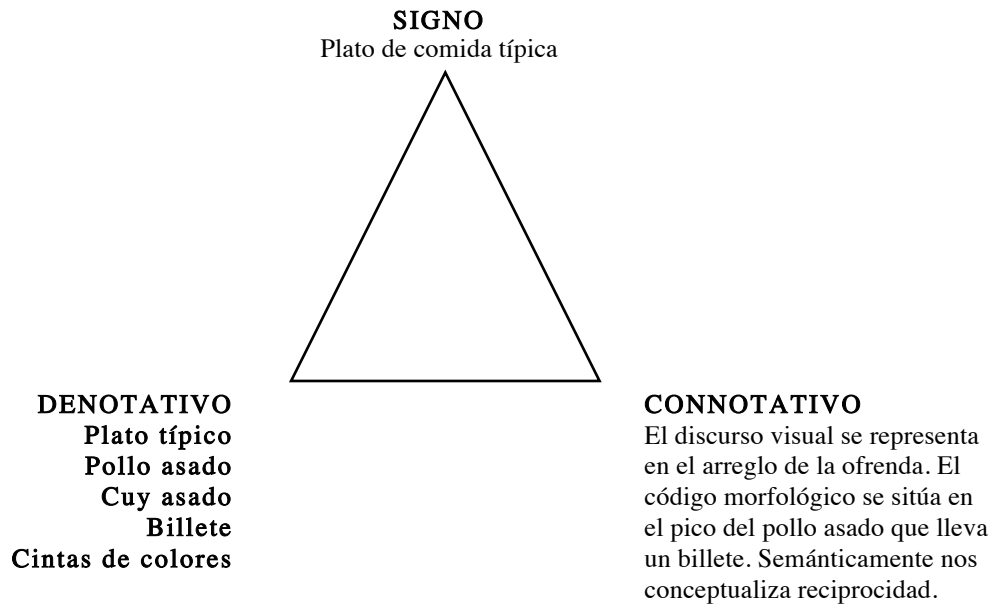 SIGNO
Plato de comida típica
DENOTATIVO
Plato típico
Pollo asado
Cuy asado
Billete
Cintas de colores
CONNOTATIVO
El discurso visual se representa
en el arreglo de la ofrenda. El
código morfológico se sitúa en
el pico del pollo asado que lleva
un billete. Semánticamente nos
conceptualiza reciprocidad.